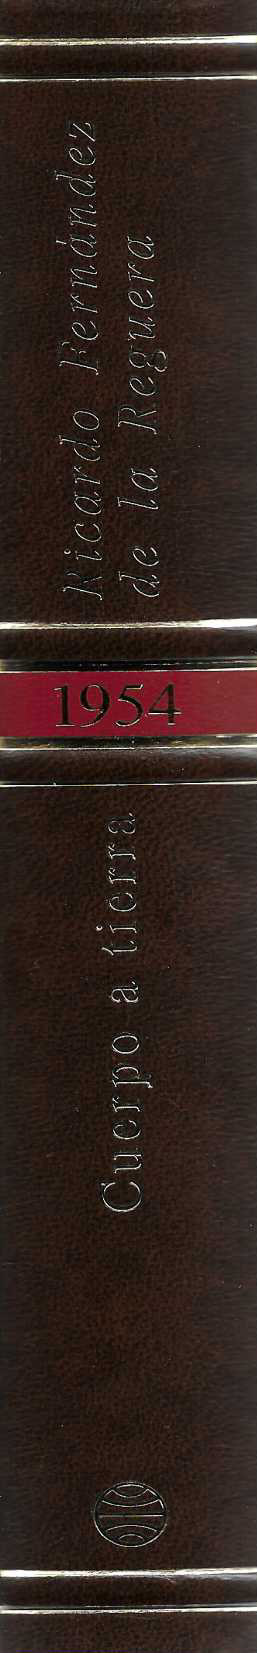 Ricardo Fernández
de la Reguera
1954
Cuerpo a tierra